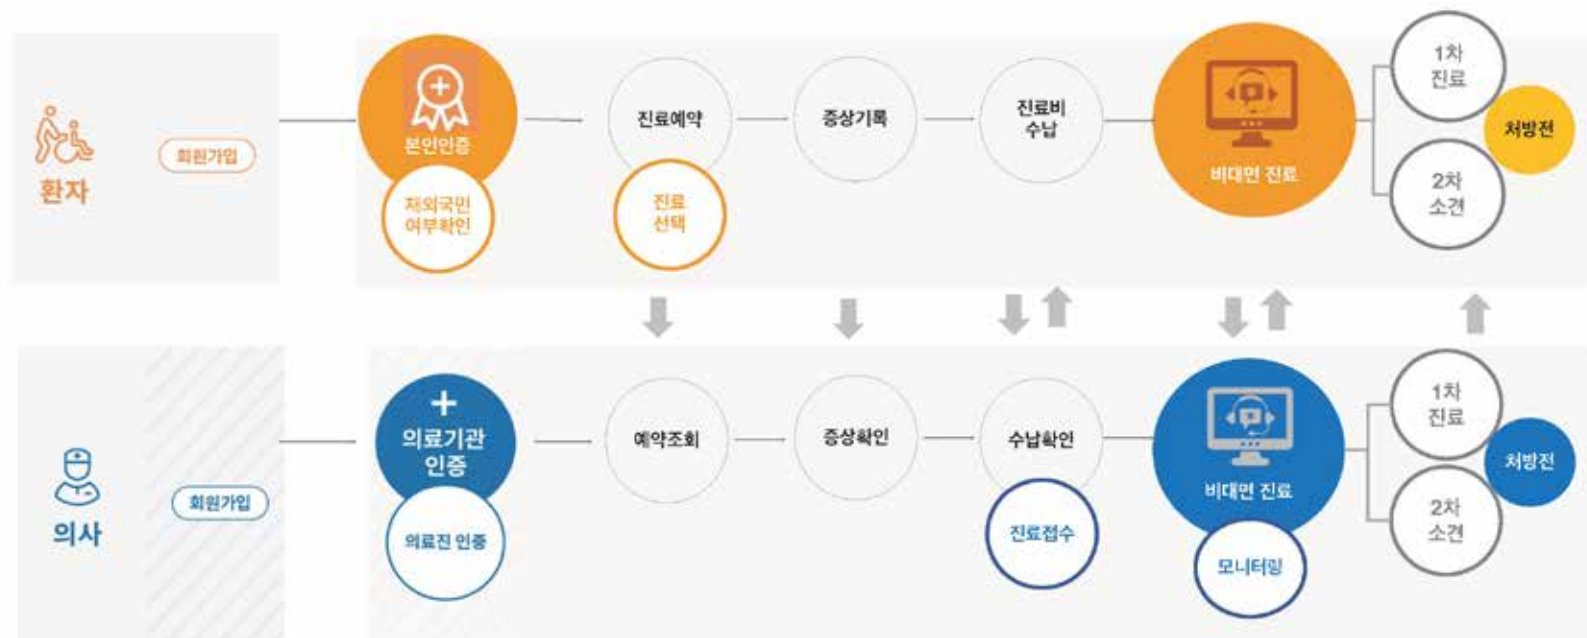 환자
회원가입
본인인증
재외국민
여부확인
진료예약
진료
선택
증상기록
진료비
수납
비대면 진료
1차
진료
2차
소견
처방전
의사
회원가입
의료기관
인증
의료진 인증
예약조회
증상확인
수납확인
진료접수
비대면 진료
모니터링
1차
진료
2차
소견
처방전